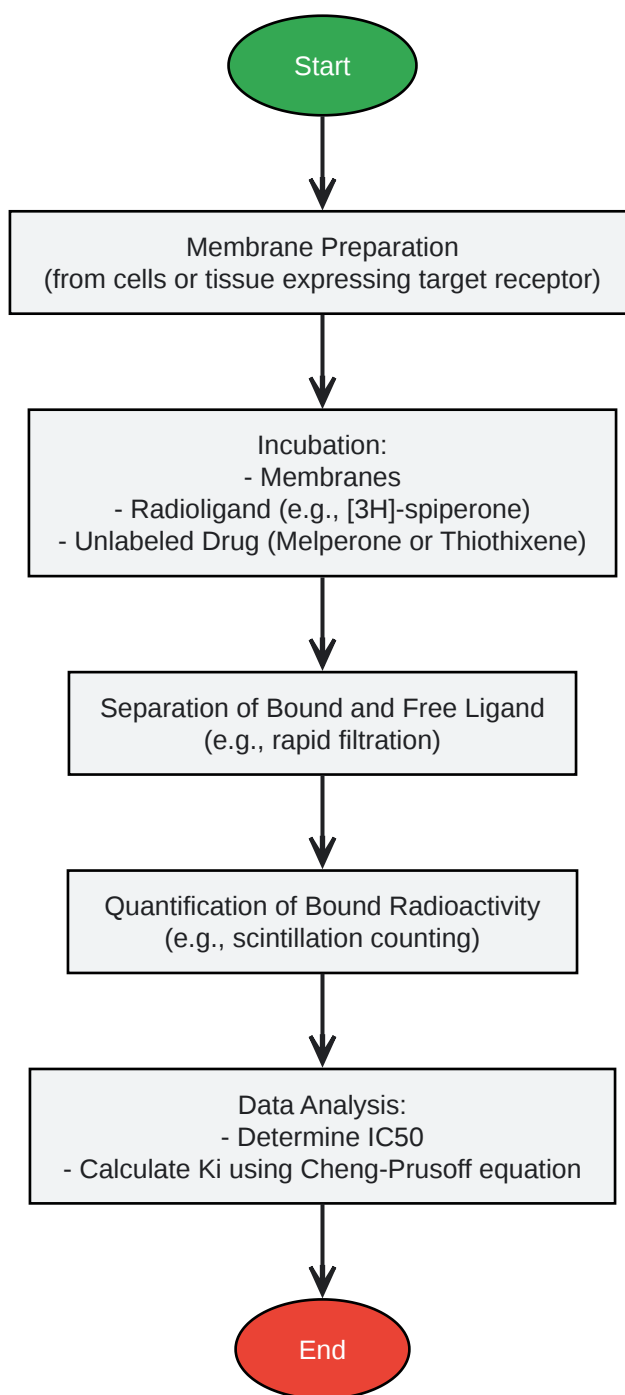 Start
Membrane Preparation
(from cells or tissue expressing target receptor)
Incubation:
- Membranes
- Radioligand (e.g., [3H]-spiperone)
- Unlabeled Drug (Melperone or Thiothixene)
Separation of Bound and Free Ligand
(e.g., rapid filtration)
Quantification of Bound Radioactivity
(e.g., scintillation counting)
Data Analysis:
- Determine IC50
- Calculate Ki using Cheng-Prusoff equation
End